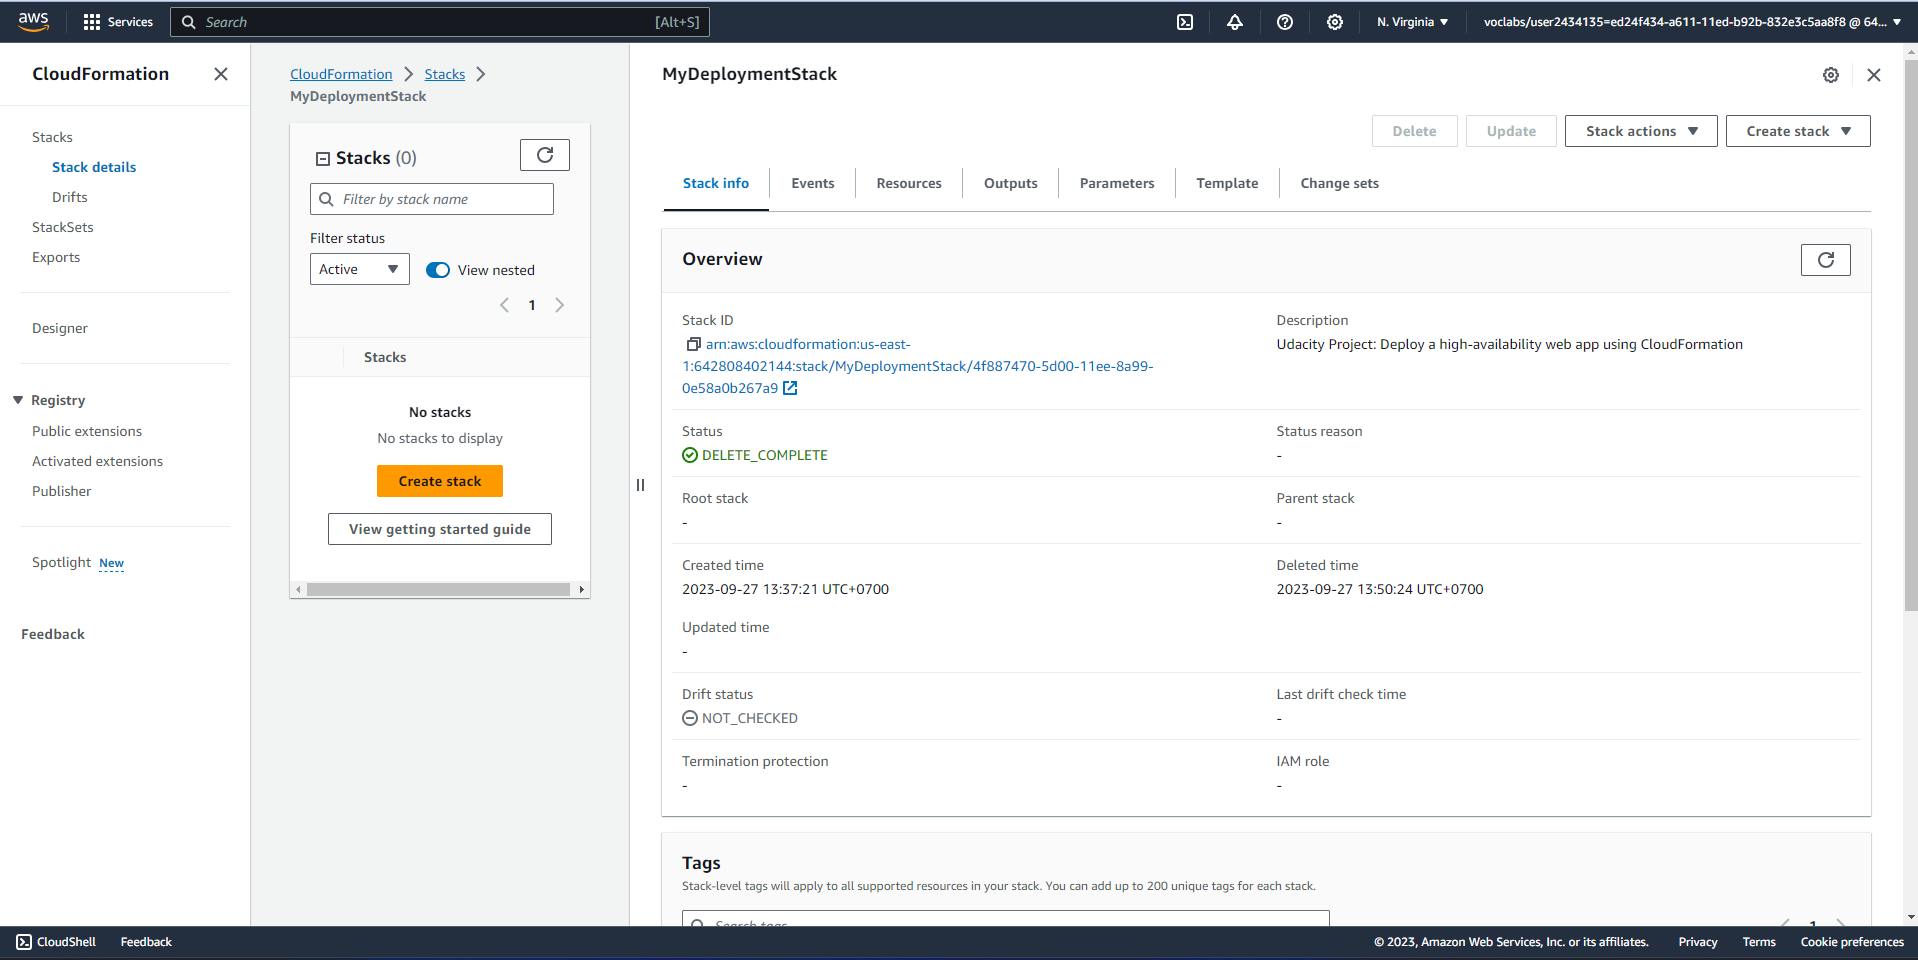 aws
Services
Search
[Alt+S]
N. Virginia
voclabs/user2434135=ed24f434-a611-11ed-b92b-832e3c5aa8f8 @ 64...
CloudFormation
Stacks
Stack details
Drifts
StackSets
Exports
Designer
Registry
Public extensions
Activated extensions
Publisher
Spotlight New
Feedback
CloudFormation
Stacks
MyDeploymentStack
Stacks (0)
Filter by stack name
Filter status
Active
View nested
1
Stacks
No stacks
No stacks to display
Create stack
View getting started guide
MyDeploymentStack
Delete
Update
Stack actions
Create stack
Stack info
Events
Resources
Outputs
Parameters
Template
Change sets
Overview
Stack ID
arn:aws:cloudformation:us-east-
1:642808402144:stack/MyDeploymentStack/4f887470-5d00-11ee-8a99-
0e58a0b267a9
Description
Udacity Project: Deploy a high-availability web app using CloudFormation
Status
DELETE_COMPLETE
Status reason
-
Root stack
-
Parent stack
-
Created time
2023-09-27 13:37:21 UTC+0700
Deleted time
2023-09-27 13:50:24 UTC+0700
Updated time
-
Drift status
NOT_CHECKED
Last drift check time
-
Termination protection
-
IAM role
-
Tags
Stack-level tags will apply to all supported resources in your stack. You can add up to 200 unique tags for each stack.
Search tags
1
CloudShell
Feedback
© 2023, Amazon Web Services, Inc. or its affiliates.
Privacy
Terms
Cookie preferences